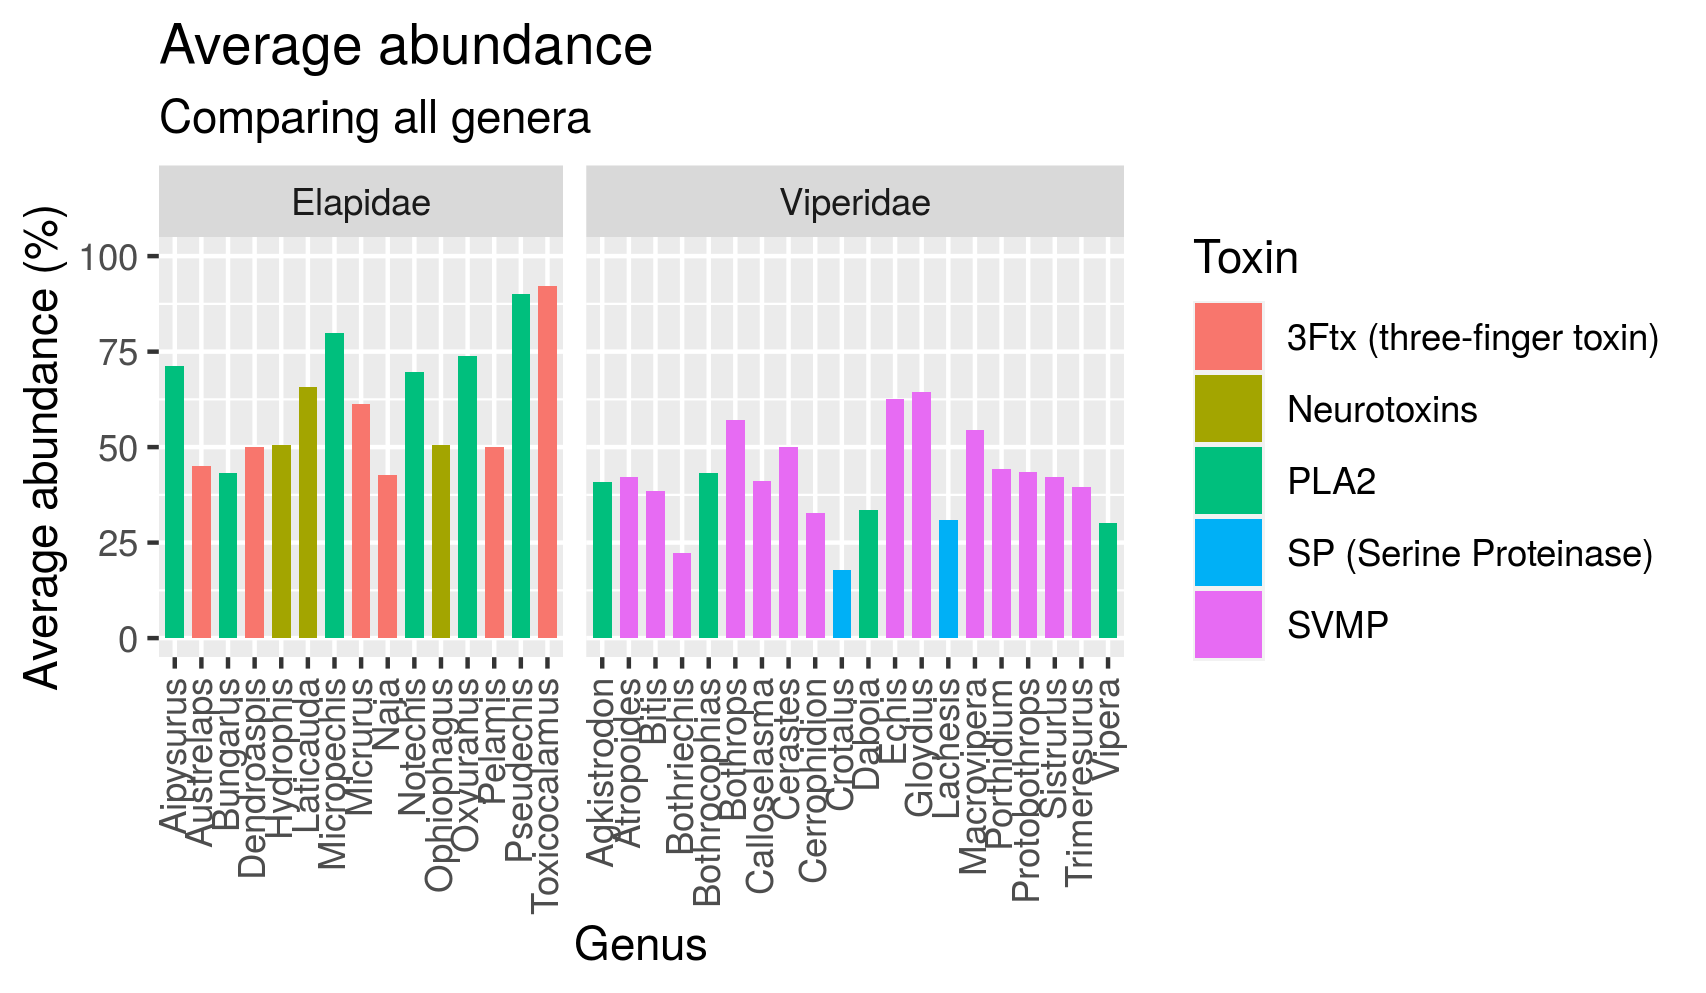 Average abundance
Comparing all genera
Elapidae
Viperidae
Average abundance (%)
100
75
50
25
0
Aipysurus
Austrelaps
Bungarus
Dendroaspis
Hydrophis
Laticauda
Micropechis
Micrurus
Naja
Notechis
Ophiophagus
Oxyuranus
Pelamis
Pseudechis
Toxicocalamus
Agkistrodon
Atropoides
Bitis
Bothriechis
Bothrocophias
Bothrops
Calloselasma
Cerastes
Cerrophidion
Crotalus
Daboia
Echis
Gloydius
Lachesis
Macrovipera
Porthidium
Protobothrops
Sistrurus
Trimeresurus
Vipera
Genus
Toxin
3Ftx (three-finger toxin)
Neurotoxins
PLA2
SP (Serine Proteinase)
SVMP